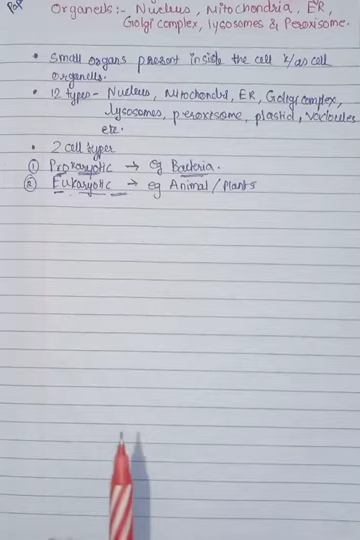 Organells:- Nucleus, Mitochondria, ER,
Golgi complex, lysosomes & Peroxisome.
• Small organs present inside the cell k/as cell
organells.
• 12 types- Nucleus, Mitochondri, ER, Golgi complex,
lysosomes, peroxisome, plastid, vacuoules
etc.
• 2 cell types
① Prokaryotic → eg Bacteria.
② Eukaryotic → eg Animal / Plants